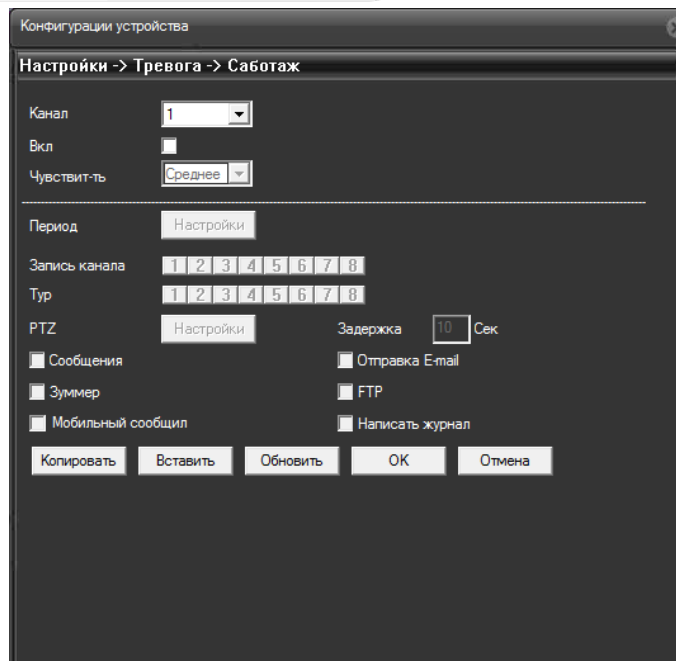 Конфигурации устройства
Настройки -> Тревога -> Саботаж
Канал 1
Вкл
Чувствит-ть Среднее
Период Настройки
Запись канала 1 2 3 4 5 6 7 8
Тур 1 2 3 4 5 6 7 8
PTZ Настройки Задержка 10 Сек
Сообщения Отправка E-mail
Зуммер FTP
Мобильный сообщил Написать журнал
Копировать Вставить Обновить OK Отмена